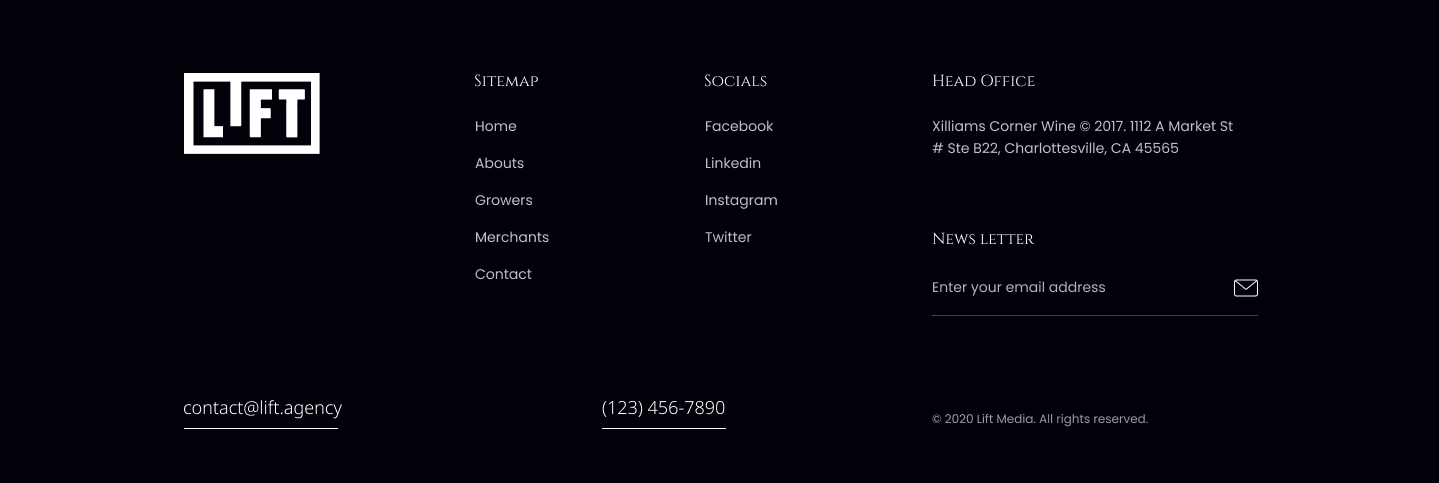 LIFT
Sitemap
Home
Abouts
Growers
Merchants
Contact
Socials
Facebook
Linkedin
Instagram
Twitter
Head Office
Xilliams Corner Wine © 2017. 1112 A Market St
# Ste B22, Charlottesville, CA 45565
News letter
Enter your email address
contact@lift.agency
(123) 456-7890
© 2020 Lift Media. All rights reserved.